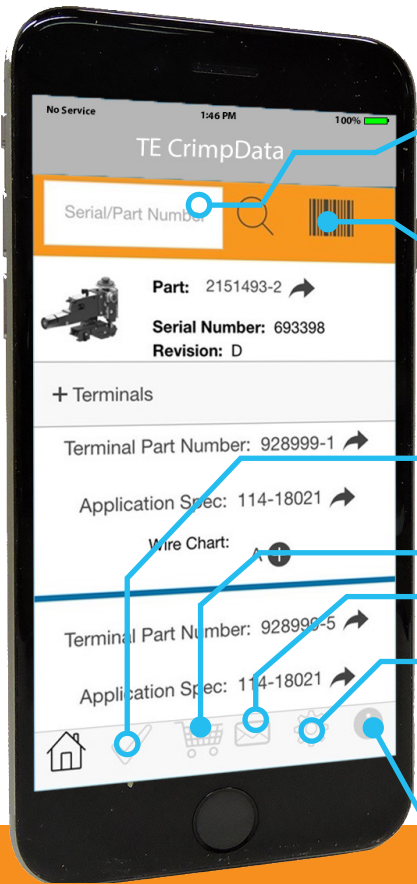 No Service 1:46 PM 100%
TE CrimpData
Serial/Part Number
Part: 2151493-2
Serial Number: 693398
Revision: D
+ Terminals
Terminal Part Number: 928999-1
Application Spec: 114-18021
Wire Chart:
A
Terminal Part Number: 928999-5
Application Spec: 114-18021